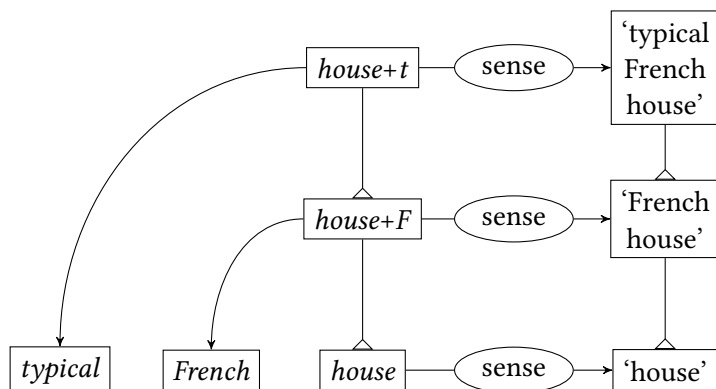 house+t
sense
‘typical
French
house’
house+F
sense
‘French
house’
typical
French
house
sense
‘house’